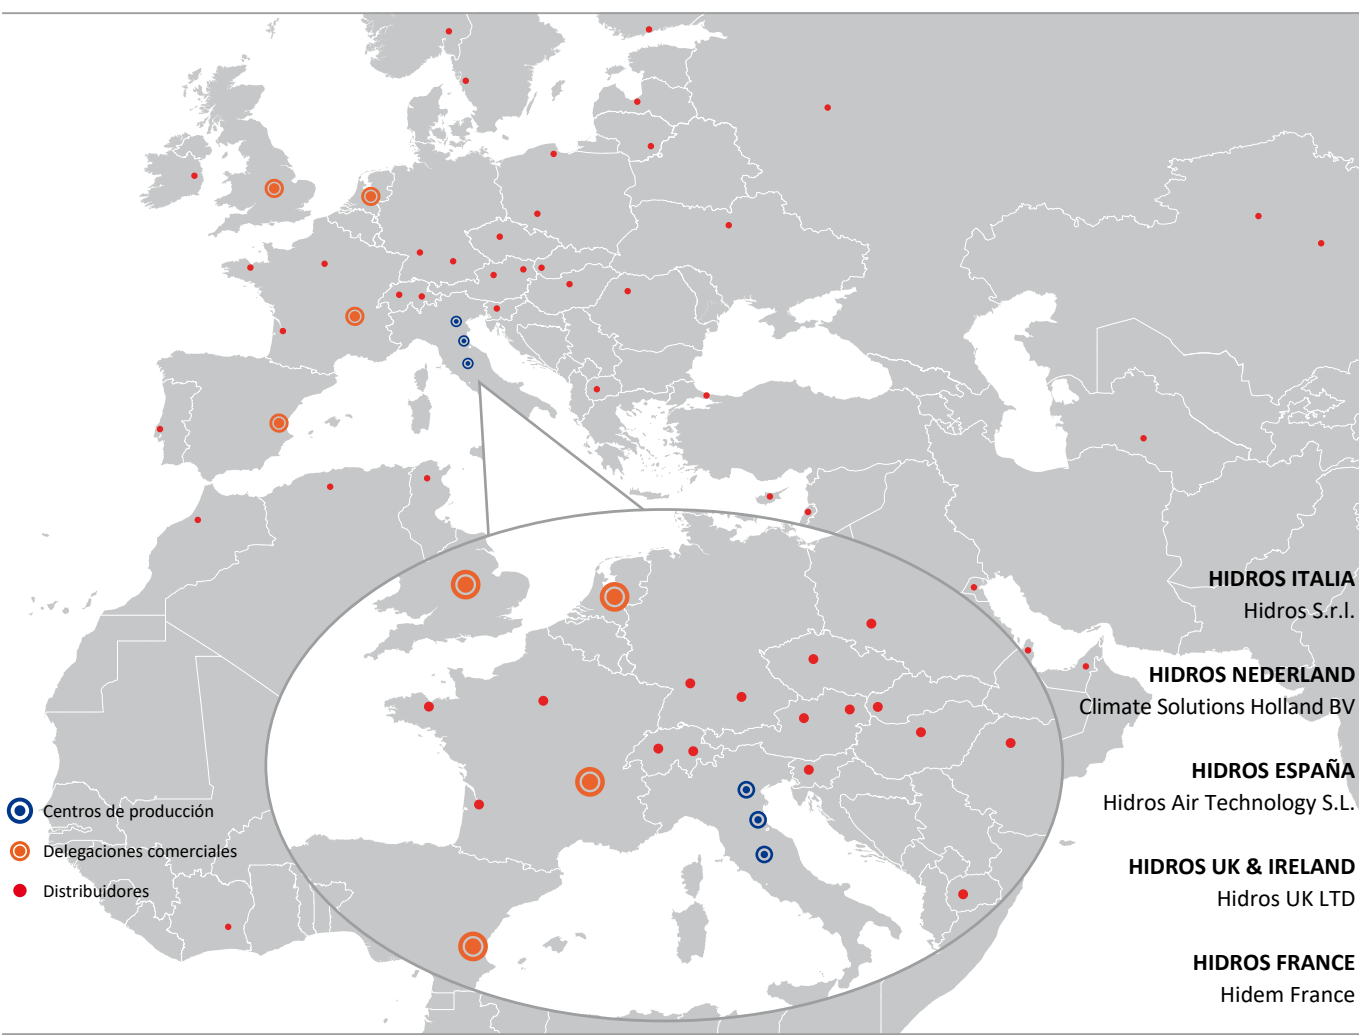 HIDROS ITALIA
Hidros S.r.l.
HIDROS NEDERLAND
Climate Solutions Holland BV
HIDROS ESPAÑA
Hidros Air Technology S.L.
HIDROS UK & IRELAND
Hidros UK LTD
HIDROS FRANCE
Hidem France
Centros de producción
Delegaciones comerciales
Distribuidores